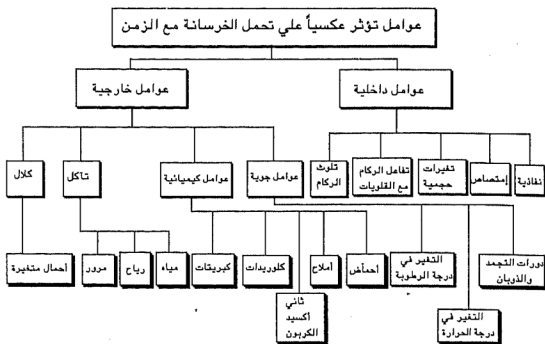 عوامل تؤثر عكسياً علي تحمل الخرسانة مع الزمن
عوامل داخلية
عوامل خارجية
نفاذية
إمتصاص
تغيرات
حجمية
تفاعل الركام
مع القلويات
تلوث
الركام
عوامل جوية
عوامل كيميائية
تآكل
كلال
دورات التجمد
والذوبان
التغير في
درجة الحرارة
التغير في
درجة الرطوبة
أحماض
أملاح
ثاني
أكسيد
الكربون
كلوريدات
كبريتات
مياه
رياح
مرور
أحمال متغيرة